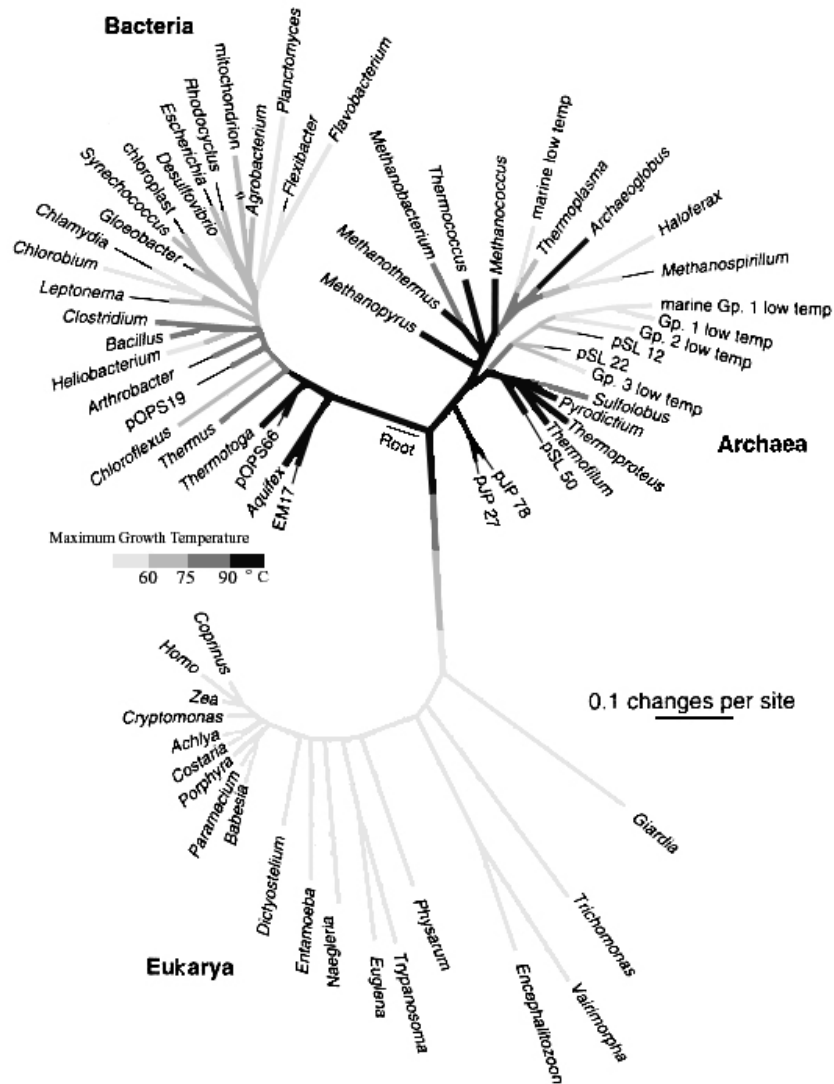 Bacteria
Planctomyces
Flavobacterium
mitochondrion
Rhodocyclus
Escherichia
Desulfovibrio
Agrobacterium
Flexibacter
chloroplast
Synechococcus
Gloeobacter
Chlamydia
Chlorobium
Leptonema
Clostridium
Bacillus
Heliobacterium
Arthrobacter
pOPS19
Chloroflexus
Thermus
Thermotoga
pOPS66
Aquifex
EM17
Root
Methanopyrus
Methanothermus
Methanobacterium
Thermococcus
Methanococcus
marine low temp
Thermoplasma
Archaeoglobus
Haloferax
Methanospirillum
marine Gp. 1 low temp
Gp. 1 low temp
Gp. 2 low temp
pSL 12
pSL 22
Gp. 3 low temp
Sulfolobus
Pyrodictium
Thermoproteus
Thermofilum
pSL 50
pJP 78
pJP 27
Archaea
Maximum Growth Temperature
60 75 90 ° C
0.1 changes per site
Coprinus
Homo
Zea
Cryptomonas
Achlya
Costaria
Porphyra
Paramecium
Babesia
Dictyostelium
Entamoeba
Naegleria
Euglena
Trypanosoma
Physarum
Encephalitozoon
Vairimorpha
Trichomonas
Giardia
Eukarya